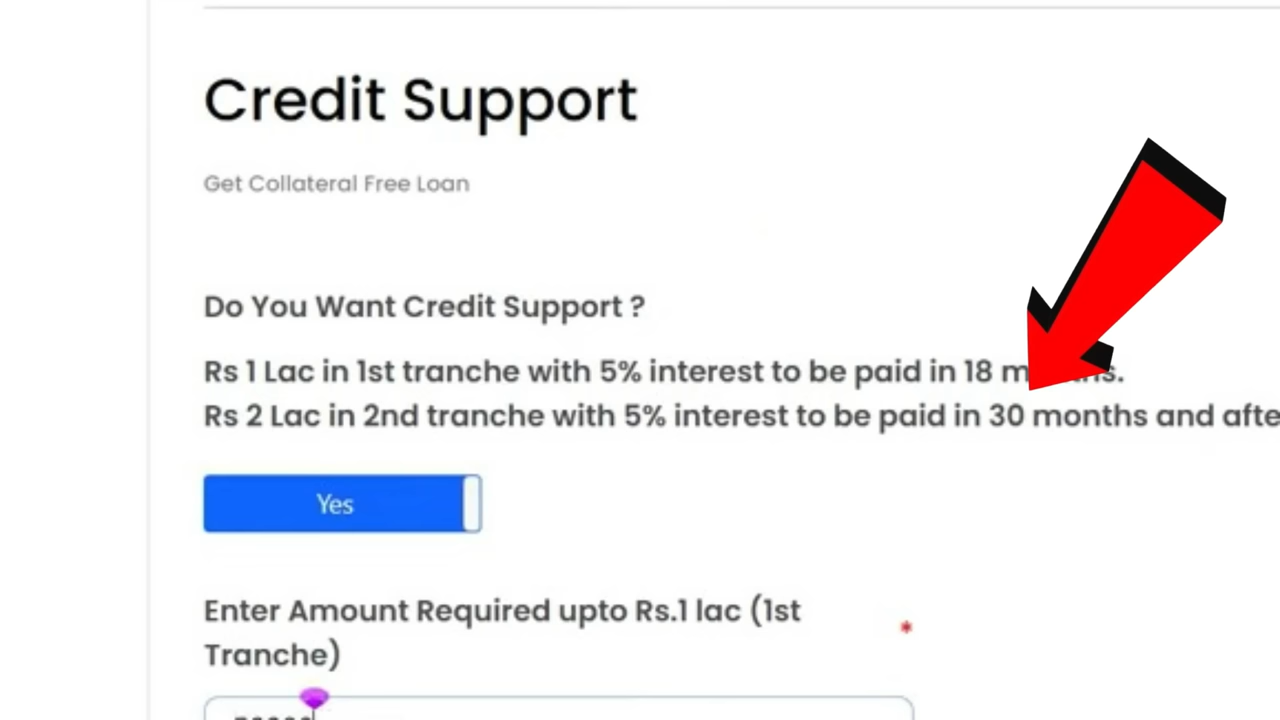 Credit Support
Get Collateral Free Loan
Do You Want Credit Support ?
Rs 1 Lac in 1st tranche with 5% interest to be paid in 18
Rs 2 Lac in 2nd tranche with 5% interest to be paid in 30 months and
Yes
Enter Amount Required upto Rs.1 lac (1st *
Tranche)